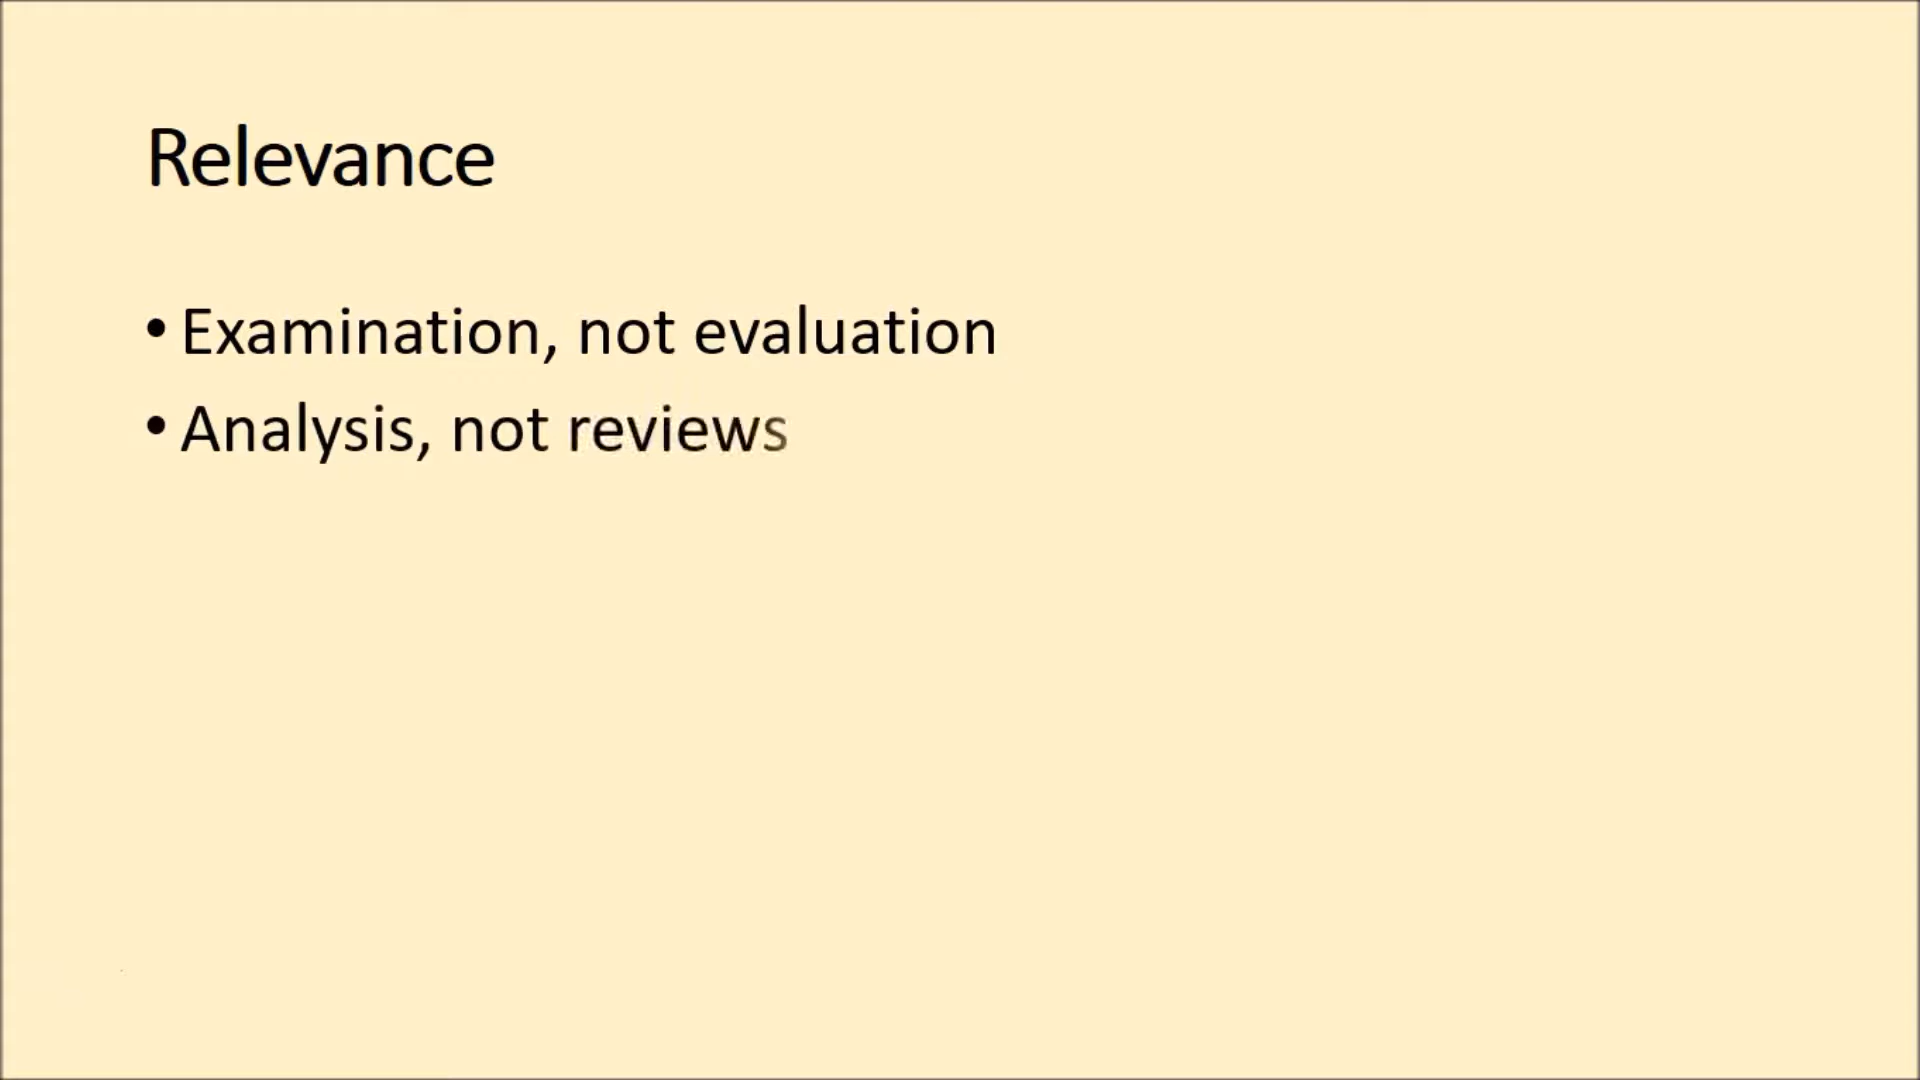 Relevance
• Examination, not evaluation
• Analysis, not reviews